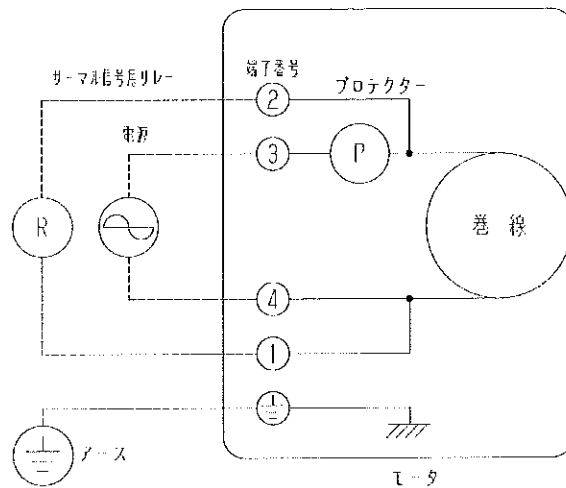 サーマル信号用リレー
端子番号
②
プロテクター
電源
③
P
R
巻 線
④
①
アース
モータ